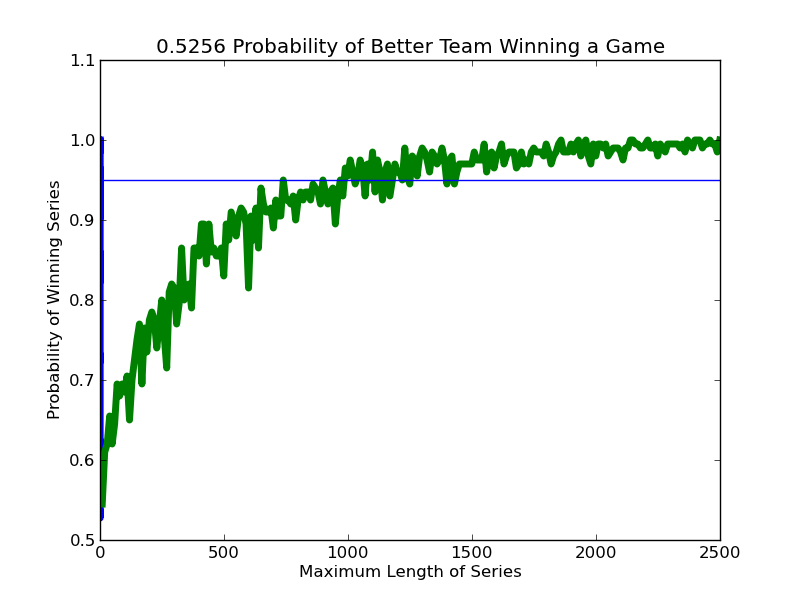 0.5256 Probability of Better Team Winning a Game
1.1
1.0
0.9
0.8
0.7
0.6
0.5
Probability of Winning Series
0 500 1000 1500 2000 2500
Maximum Length of Series